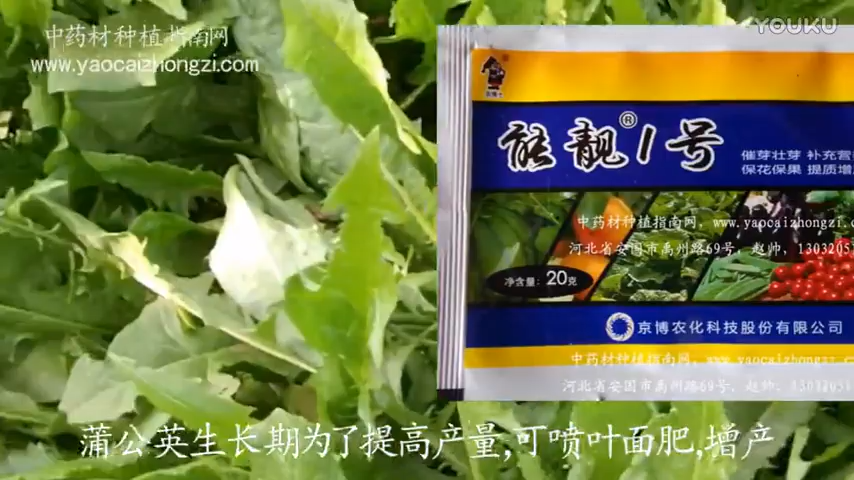 中药材种植指南网
www.yaocaizhongzi.com
YOUKU
能靓®1号
催芽壮芽 补充营
保花保果 提质增
中药材种植指南网，www.yaocaizhongzi.c
河北省安国市禹州路69号，赵帅，1303205
净含量：20克
京博农化科技股份有限公司
中药材种植指南网，www.yaocaizhongzi.c
河北省安国市禹州路69号，赵帅，1303205
蒲公英生长期为了提高产量,可喷叶面肥,增产